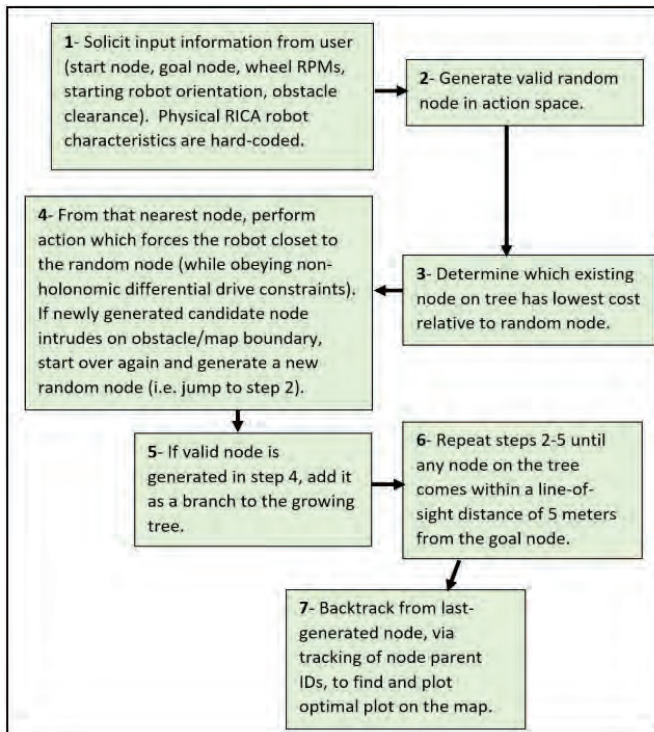 1- Solicit input information from user
(start node, goal node, wheel RPMs,
starting robot orientation, obstacle
clearance). Physical RICA robot
characteristics are hard-coded.
2- Generate valid random
node in action space.
3- Determine which existing
node on tree has lowest cost
relative to random node.
4- From that nearest node, perform
action which forces the robot closet to
the random node (while obeying non-
holonomic differential drive constraints).
If newly generated candidate node
intrudes on obstacle/map boundary,
start over again and generate a new
random node (i.e. jump to step 2).
5- If valid node is
generated in step 4, add it
as a branch to the growing
tree.
6- Repeat steps 2-5 until
any node on the tree
comes within a line-of-
sight distance of 5 meters
from the goal node.
7- Backtrack from last-
generated node, via
tracking of node parent
IDs, to find and plot
optimal plot on the map.